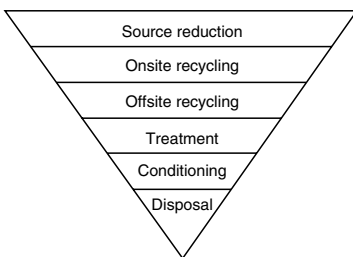 Source reduction
Onsite recycling
Offsite recycling
Treatment
Conditioning
Disposal